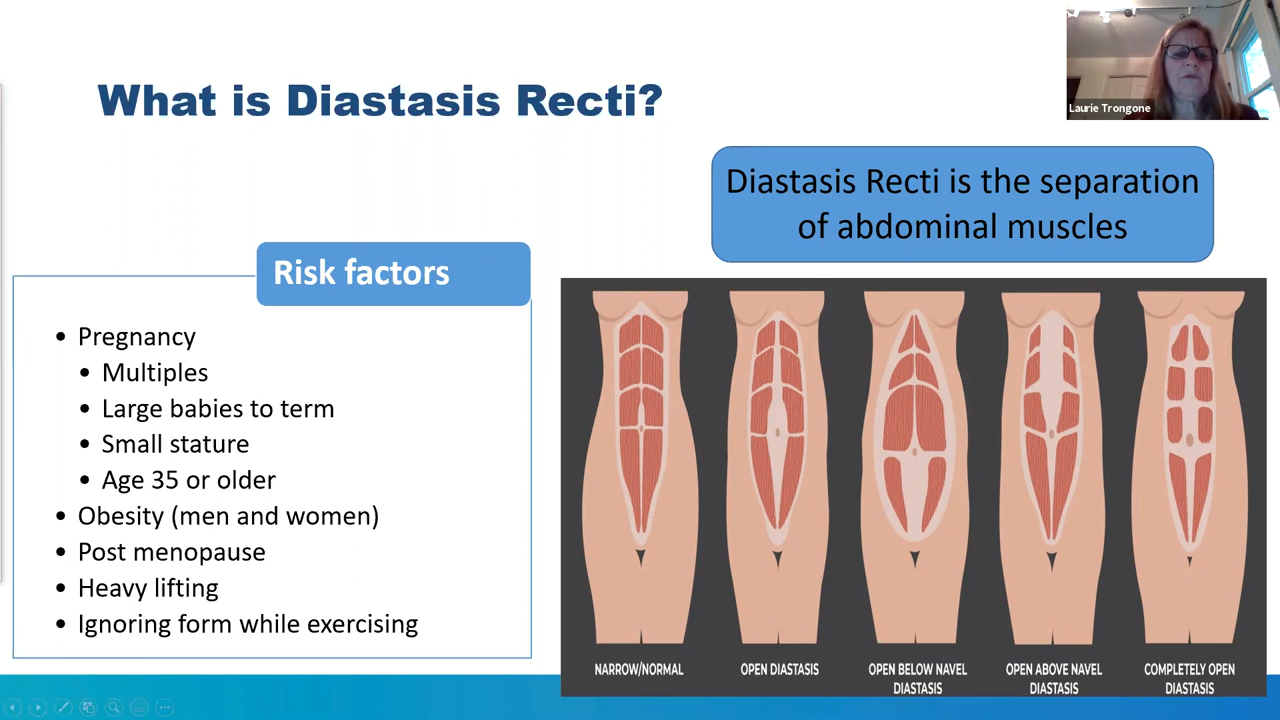 What is Diastasis Recti?
Laurie Trongone
Diastasis Recti is the separation
of abdominal muscles
Risk factors
• Pregnancy
• Multiples
• Large babies to term
• Small stature
• Age 35 or older
• Obesity (men and women)
• Post menopause
• Heavy lifting
• Ignoring form while exercising
NARROW/NORMAL
OPEN DIASTASIS
OPEN BELOW NAVEL
DIASTASIS
OPEN ABOVE NAVEL
DIASTASIS
COMPLETELY OPEN
DIASTASIS